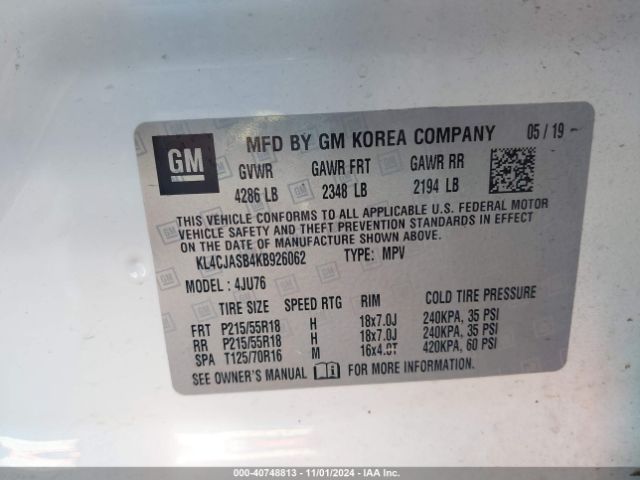 GM
MFD BY GM KOREA COMPANY 05 / 19
GVWR GAWR FRT GAWR RR
4286 LB 2348 LB 2194 LB
THIS VEHICLE CONFORMS TO ALL APPLICABLE U.S. FEDERAL MOTOR
VEHICLE SAFETY AND THEFT PREVENTION STANDARDS IN EFFECT
ON THE DATE OF MANUFACTURE SHOWN ABOVE.
KL4CJASB4KB926062 TYPE: MPV
MODEL : 4JU76
TIRE SIZE SPEED RTG RIM COLD TIRE PRESSURE
FRT P215/55R18 H 18x7.0J 240KPA, 35 PSI
RR P215/55R18 H 18x7.0J 240KPA, 35 PSI
SPA T125/70R16 M 16x4.0T 420KPA, 60 PSI
SEE OWNER'S MANUAL FOR MORE INFORMATION.
000-40748813 - 11/01/2024 - IAA Inc.